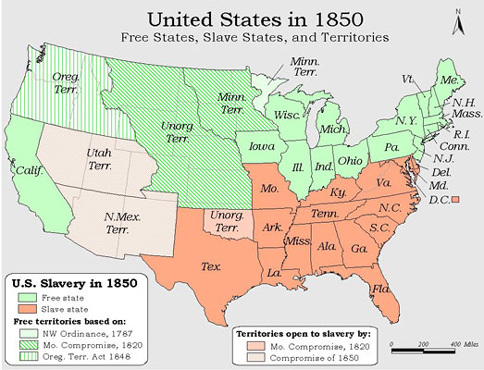 United States in 1850
Free States, Slave States, and Territories
N
Minn.
Terr.
Oreg.
Terr.
Minn.
Terr.
Vt.
Me.
Unorg.
Terr.
Wisc.
Mich.
N.Y.
N.H.
Mass.
R.I.
Conn.
Iowa
Pa.
N.J.
Calif.
Utah
Terr.
Ill.
Ind.
Ohio
Del.
Md.
D.C.
Mo.
Ky.
Va.
N.Mex.
Terr.
Unorg.
Terr.
Ark.
Tenn.
N.C.
S.C.
Tex.
La.
Miss.
Ala.
Ga.
Fla.
U.S. Slavery in 1850
Free state
Slave state
Free territories based on:
NW Ordinance, 1787
Mo. Compromise, 1820
Oreg. Terr. Act 1848
Territories open to slavery by:
Mo. Compromise, 1820
Compromise of 1850
0 200 400 Miles